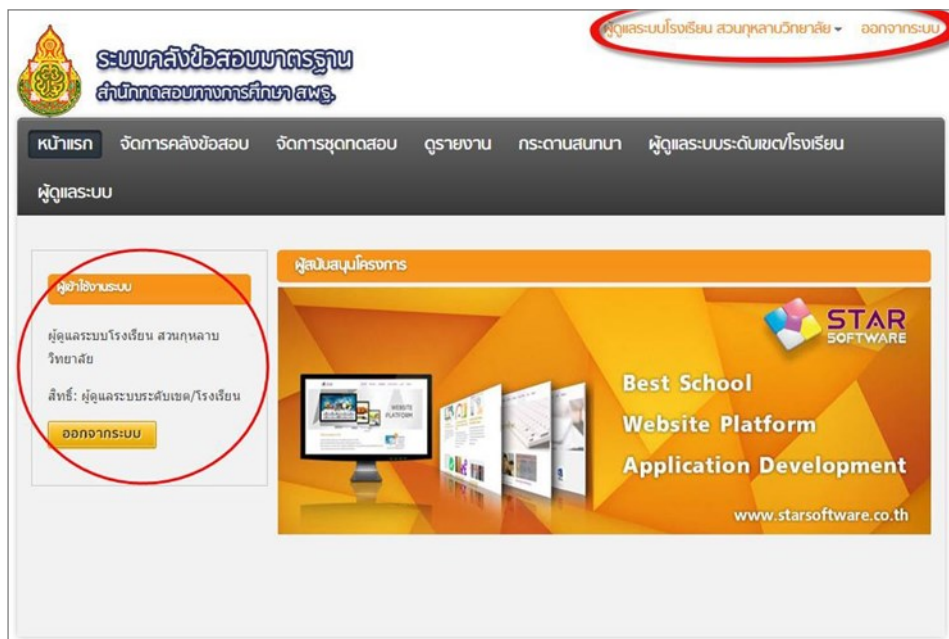 ผู้ดูแลระบบโรงเรียน สวนกุหลาบวิทยาลัย ออกจากระบบ
ระบบคลังข้อสอบมาตรฐาน
สำนักทดสอบทางการศึกษา สพฐ.
หน้าแรก จัดการคลังข้อสอบ จัดการชุดทดสอบ ดูรายงาน กระดานสนทนา ผู้ดูแลระบบระดับเขต/โรงเรียน
ผู้ดูแลระบบ
ผู้เข้าใช้งานระบบ
ผู้ดูแลระบบโรงเรียน สวนกุหลาบ
วิทยาลัย
สิทธิ์: ผู้ดูแลระบบระดับเขต/โรงเรียน
ออกจากระบบ
ผู้สนับสนุนโครงการ
STAR
SOFTWARE
WEBSITE
PLATFORM
Best School
Website Platform
Application Development
www.starsoftware.co.th